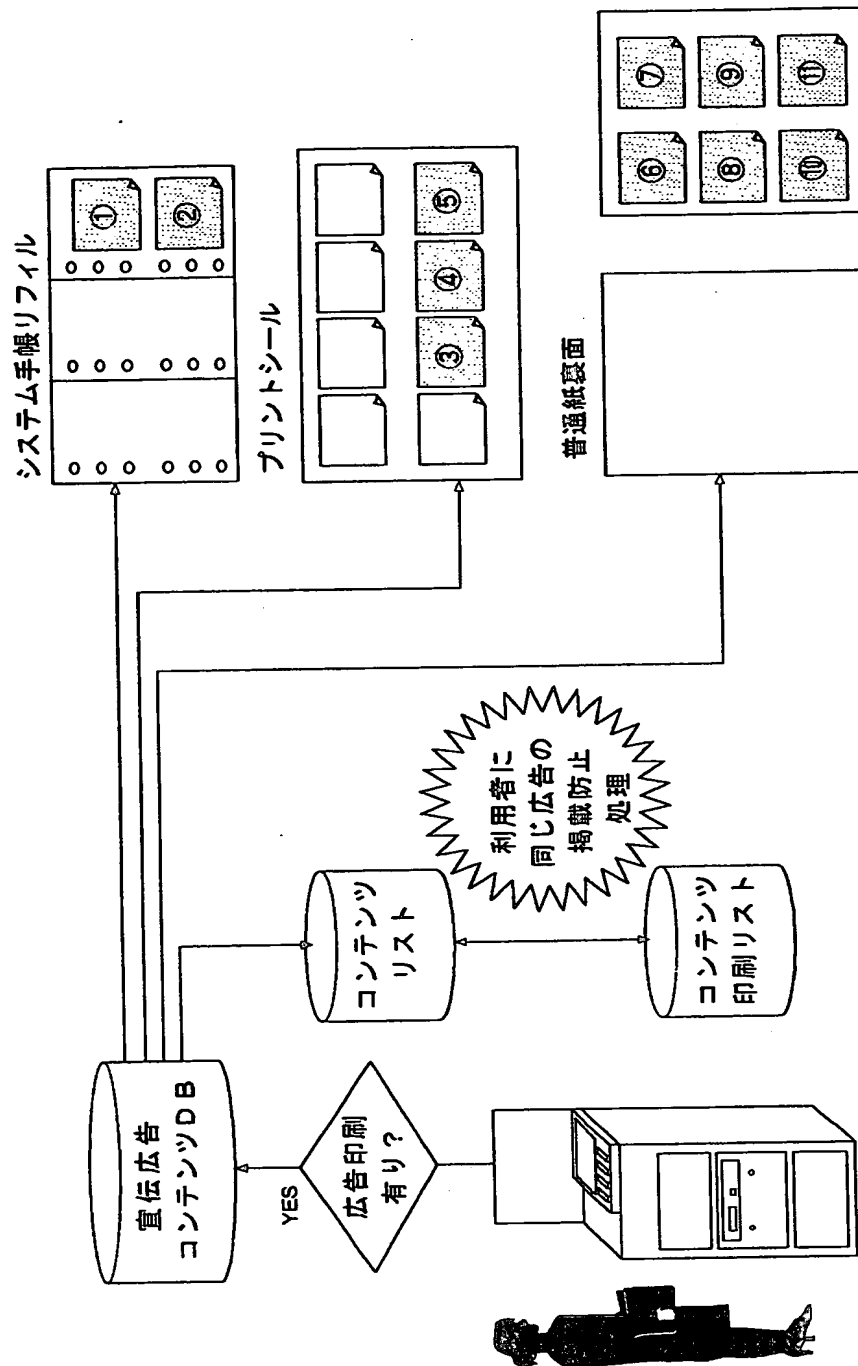 システム手帳リフィル
①
②
プリントシール
③
④
⑤
普通紙裏面
⑥
⑦
⑧
⑨
⑩
⑪
宣伝広告
コンテンツDB
YES
広告印刷
有り?
コンテンツ
リスト
利用者に
同じ広告の
掲載防止
処理
コンテンツ
印刷リスト